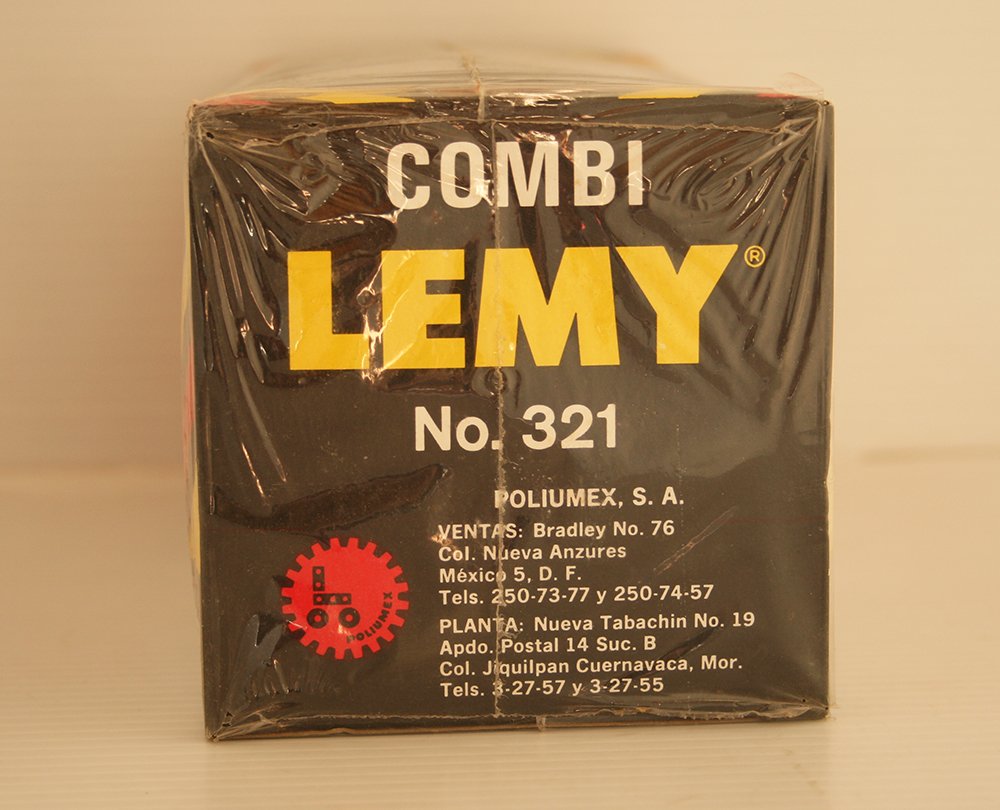 COMBI
LEMY®
No. 321
POLIUMEX, S. A.
VENTAS: Bradley No. 76
Col. Nueva Anzures
México 5, D. F.
Tels. 250-73-77 y 250-74-57
PLANTA: Nueva Tabachin No. 19
Apdo. Postal 14 Suc. B
Col. Jiquilpan Cuernavaca, Mor.
Tels. 3-27-57 y 3-27-55
POLIUMEX